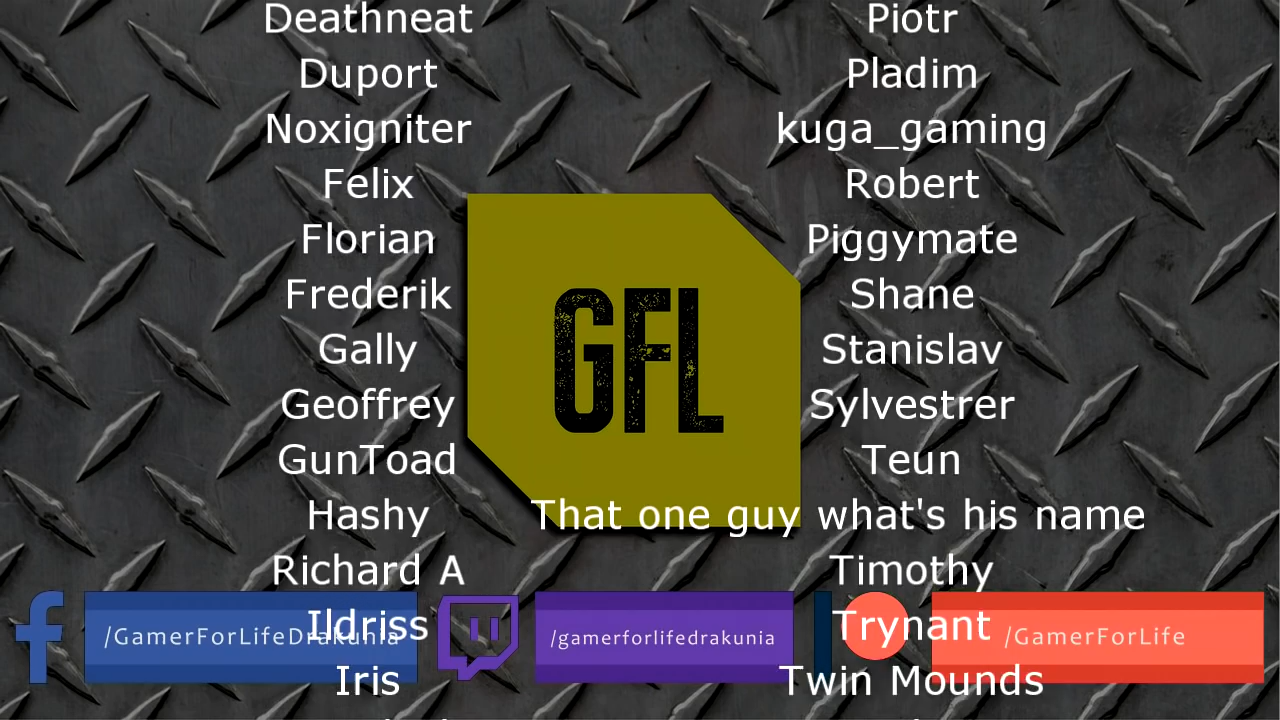 Deathneat
Duport
Noxigniter
Felix
Florian
Frederik
Gally
Geoffrey
GunToad
Hashy
Richard A
Ildriss
Iris
GFL
Piotr
Pladim
kuga_gaming
Robert
Piggymate
Shane
Stanislav
Sylvestrer
Teun
That one guy what's his name
Timothy
Trynant
Twin Mounds
/GamerForLifeDrakunia
/gamerforlifedrakunia
/GamerForLife